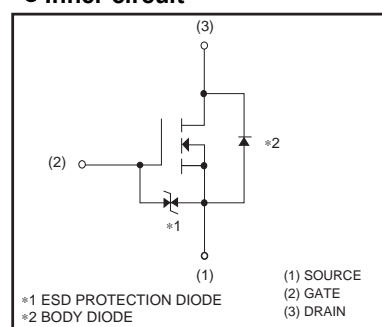 Inner circuit
(3)
(2)
∗2
∗1
(1)
∗1 ESD PROTECTION DIODE
∗2 BODY DIODE
(1) SOURCE
(2) GATE
(3) DRAIN